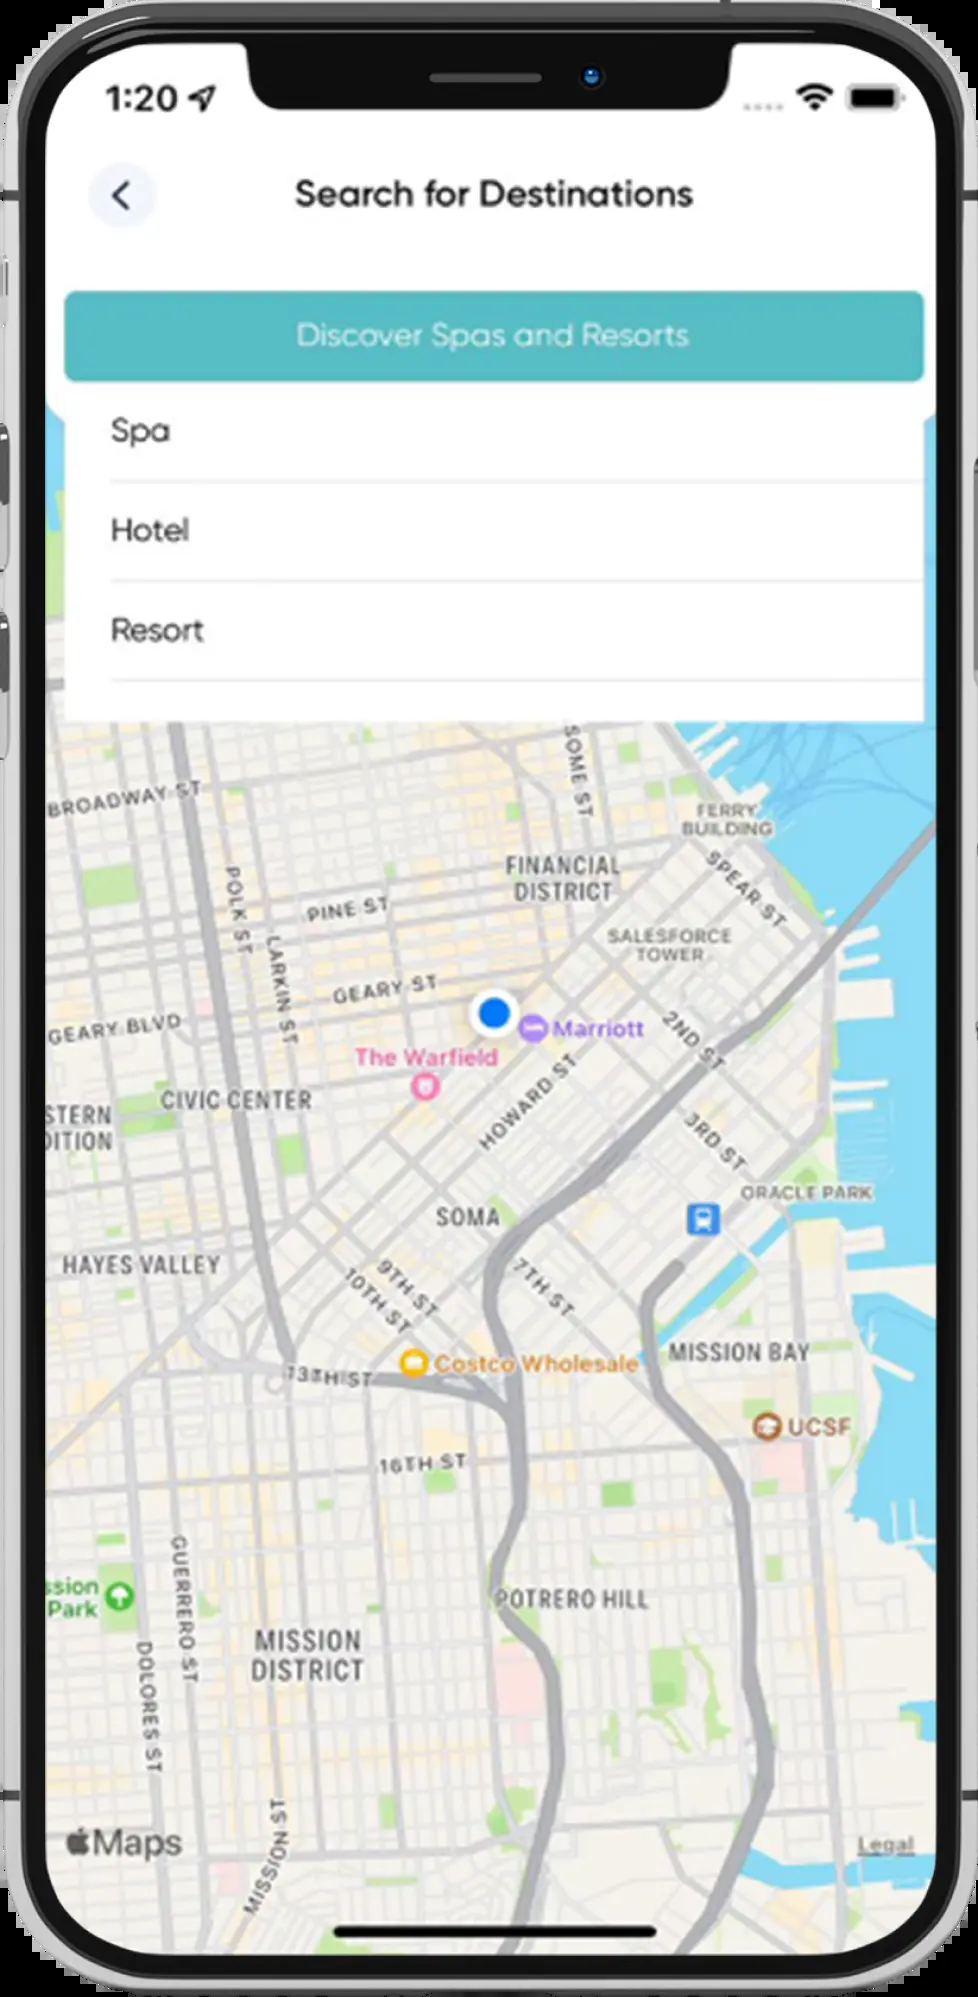 1:20
Search for Destinations
Discover Spas and Resorts
Spa
Hotel
Resort
SOME ST
BROADWAY ST
FERRY
BUILDING
FINANCIAL
DISTRICT
SPEAR ST
POLK ST
PINE ST
SALESFORCE
TOWER
LARKIN ST
GEARY ST
GEARY BLVD
Marriott
2ND ST
The Warfield
HOWARD ST
CIVIC CENTER
STERN
DITION
3RD ST
ORACLE PARK
SOMA
HAYES VALLEY
9TH ST
10TH ST
7TH ST
MISSION BAY
Costco Wholesale
13TH ST
UCSF
16TH ST
GUERRERO ST
ssion
Park
POTRERO HILL
MISSION
DISTRICT
DOLORES ST
MISSION ST
Maps
Legal